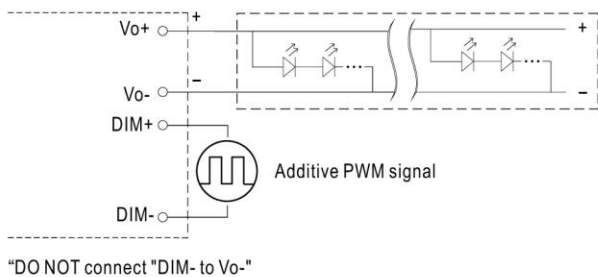 Vo+
+
+
−
Vo-
−
DIM+
Additive PWM signal
DIM-
“DO NOT connect "DIM- to Vo-"